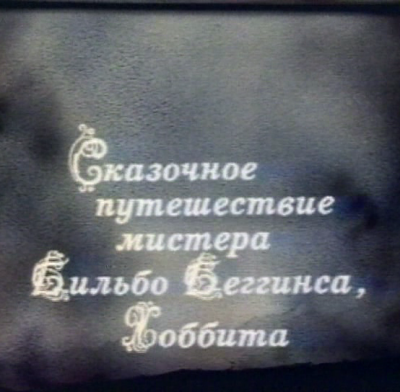 Сказочное
путешествие
мистера
Бильбо Беггинса,
Хоббита